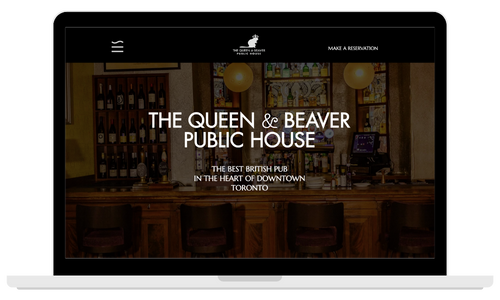 THE QUEEN & BEAVER
PUBLIC HOUSE
MAKE A RESERVATION
THE QUEEN & BEAVER
PUBLIC HOUSE
THE BEST BRITISH PUB
IN THE HEART OF DOWNTOWN
TORONTO